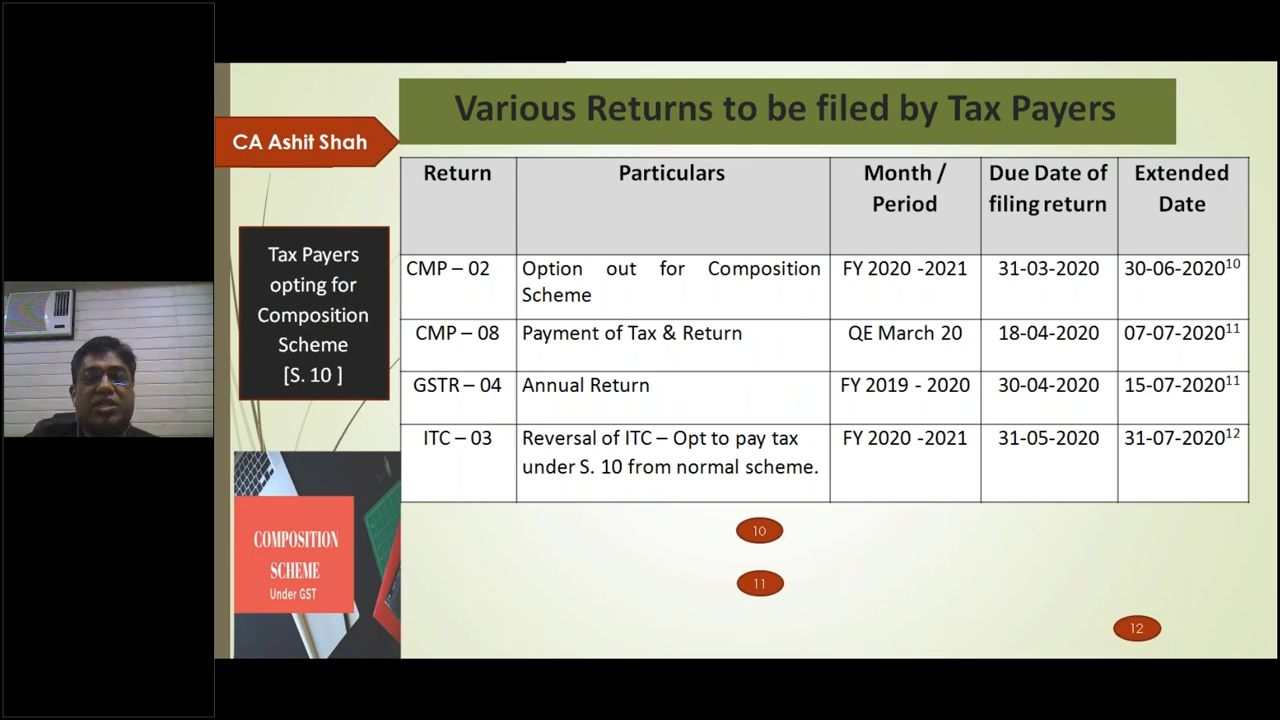 Various Returns to be filed by Tax Payers
CA Ashit Shah
Tax Payers
opting for
Composition
Scheme
[S. 10 ]
Return Particulars Month / Due Date of Extended
Period filing return Date
CMP – 02 Option out for Composition FY 2020 -2021 31-03-2020 30-06-2020¹⁰
Scheme
CMP – 08 Payment of Tax & Return QE March 20 18-04-2020 07-07-2020¹¹
GSTR – 04 Annual Return FY 2019 - 2020 30-04-2020 15-07-2020¹¹
ITC – 03 Reversal of ITC – Opt to pay tax FY 2020 -2021 31-05-2020 31-07-2020¹²
under S. 10 from normal scheme.
COMPOSITION
SCHEME
Under GST
10
11
12